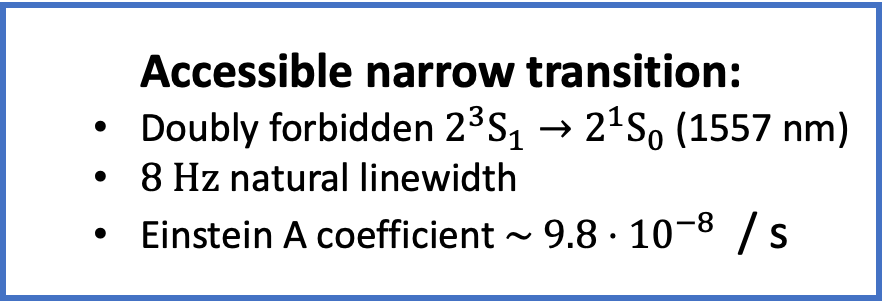 Accessible narrow transition:
• Doubly forbidden 2³S₁ → 2¹S₀ (1557 nm)
• 8 Hz natural linewidth
• Einstein A coefficient ~ 9.8 · 10⁻⁸ / s